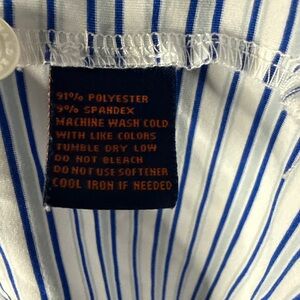 91% POLYESTER
9% SPANDEX
MACHINE WASH COLD
WITH LIKE COLORS
TUMBLE DRY LOW
DO NOT BLEACH
DO NOT USE SOFTENER
COOL IRON IF NEEDED